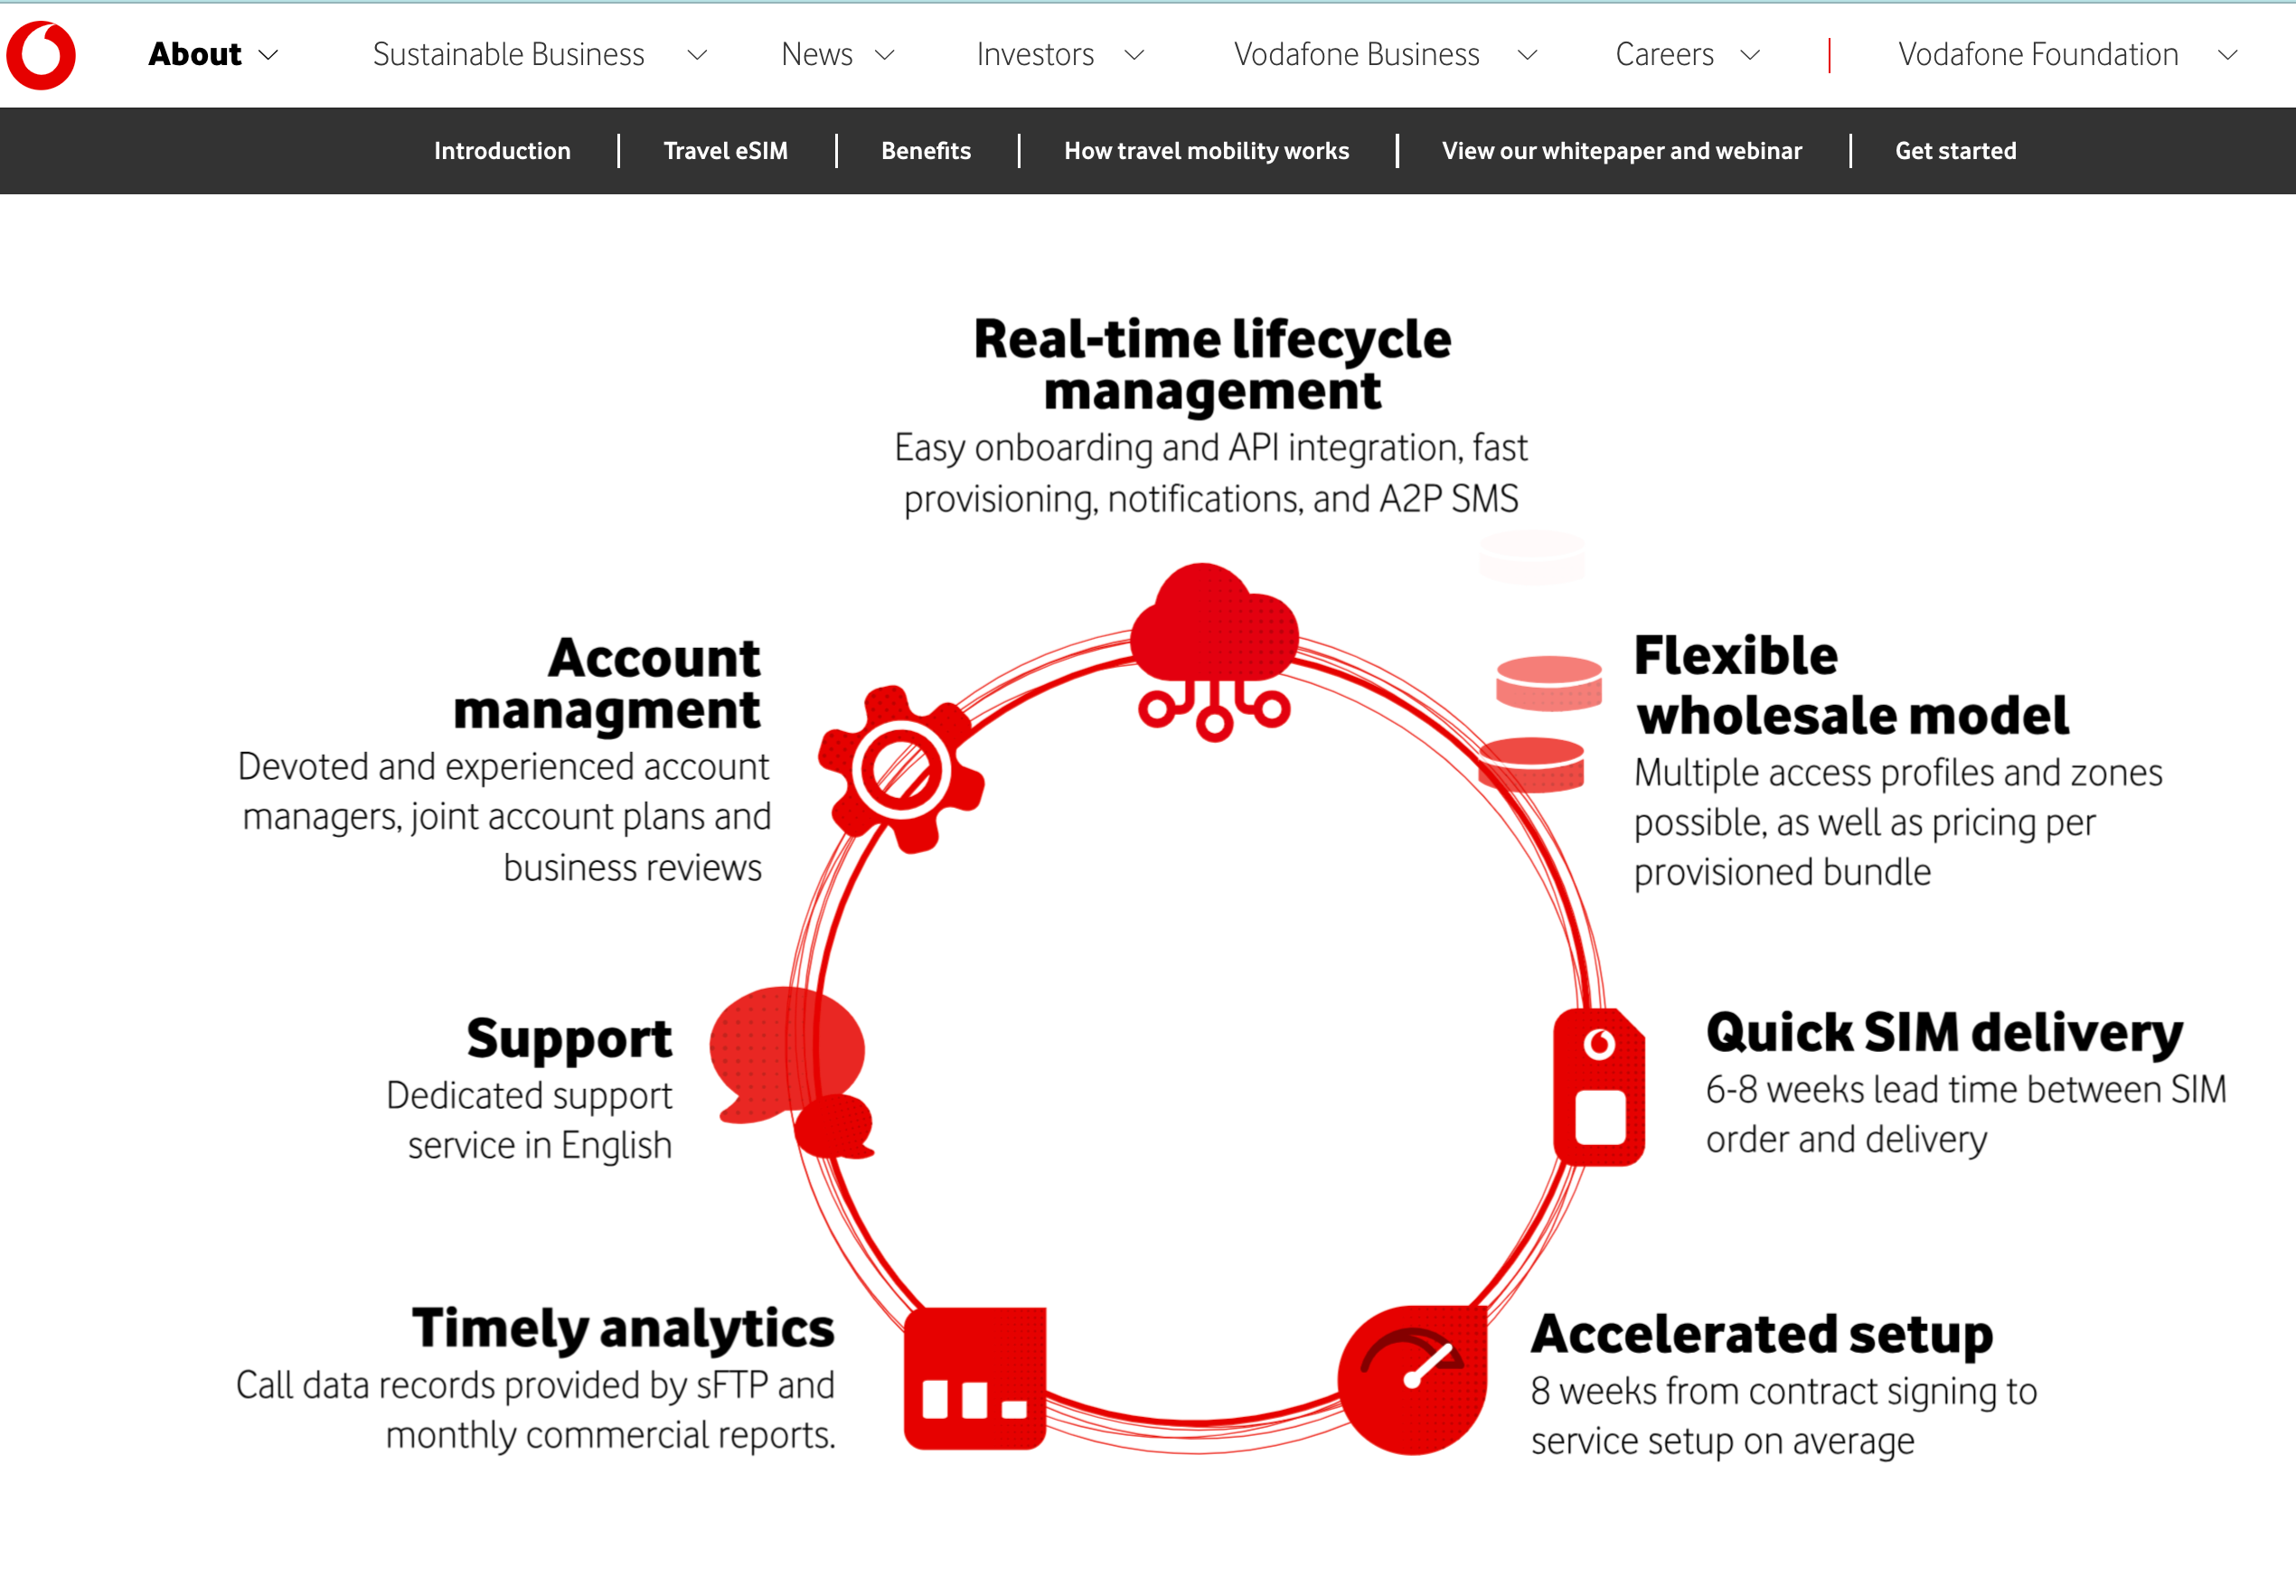 About
Sustainable Business
News
Investors
Vodafone Business
Careers
Vodafone Foundation
Introduction
Travel eSIM
Benefits
How travel mobility works
View our whitepaper and webinar
Get started
Real-time lifecycle
management
Easy onboarding and API integration, fast
provisioning, notifications, and A2P SMS
Account
managment
Devoted and experienced account
managers, joint account plans and
business reviews
Flexible
wholesale model
Multiple access profiles and zones
possible, as well as pricing per
provisioned bundle
Support
Dedicated support
service in English
Quick SIM delivery
6-8 weeks lead time between SIM
order and delivery
Timely analytics
Call data records provided by sFTP and
monthly commercial reports.
Accelerated setup
8 weeks from contract signing to
service setup on average